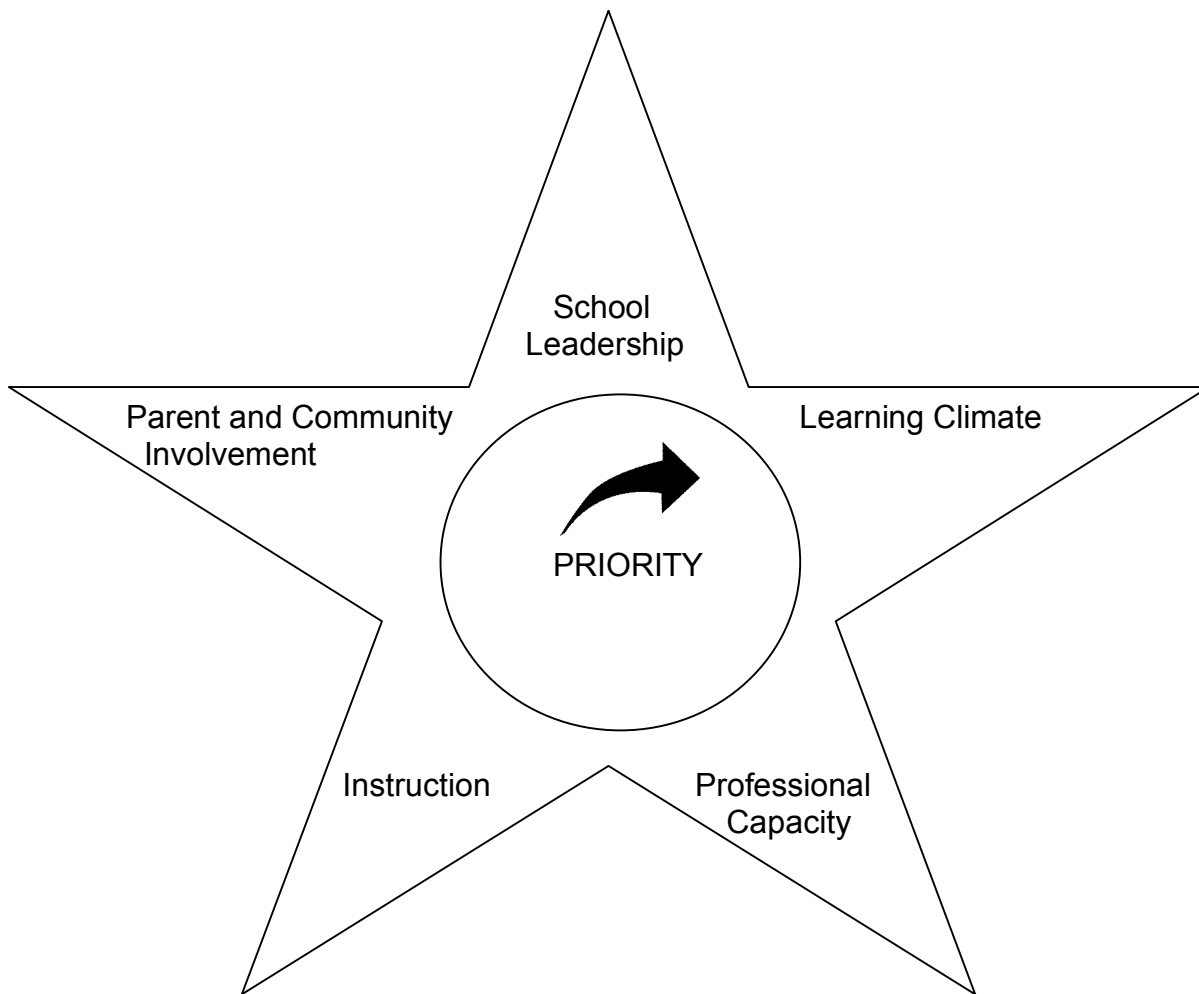 School
Leadership
Parent and Community
Involvement
Learning Climate
PRIORITY
Instruction
Professional
Capacity